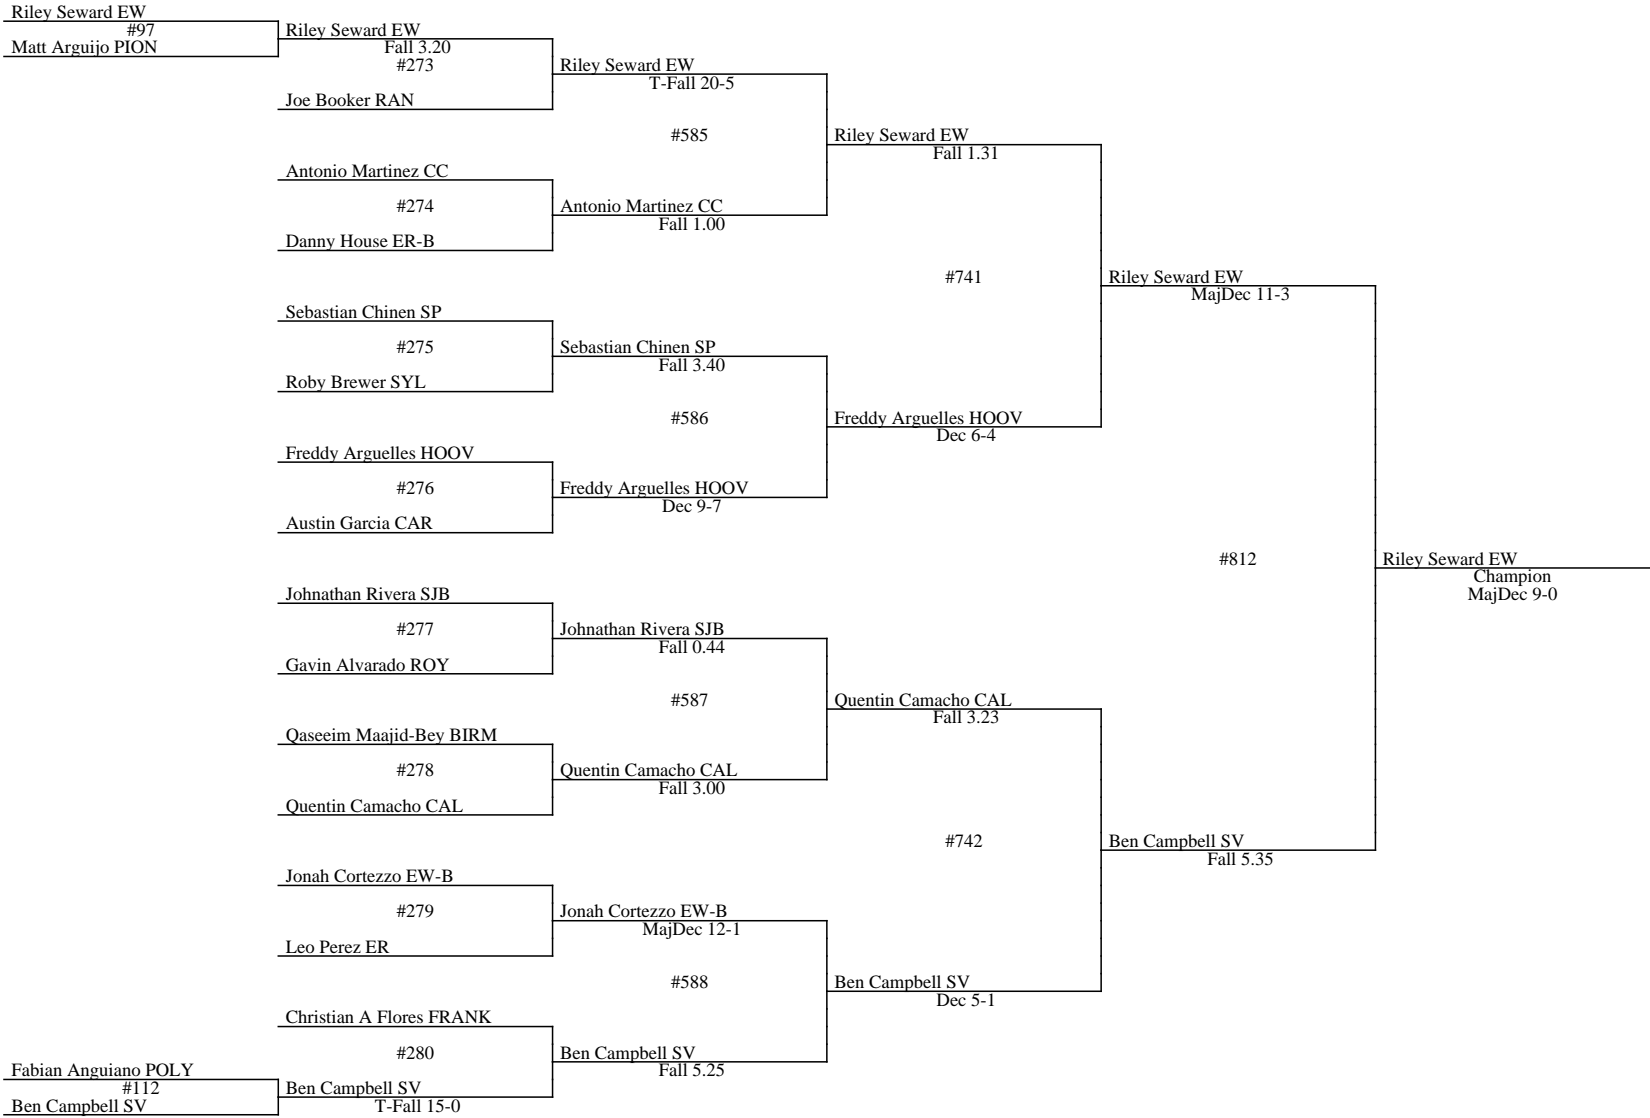 Riley Seward EW
#97
Matt Arguijo PION
Riley Seward EW
Fall 3.20
#273
Joe Booker RAN
Riley Seward EW
T-Fall 20-5
#585
Antonio Martinez CC
#274
Danny House ER-B
Antonio Martinez CC
Fall 1.00
Riley Seward EW
Fall 1.31
#741
Sebastian Chinen SP
#275
Roby Brewer SYL
Sebastian Chinen SP
Fall 3.40
#586
Freddy Arguelles HOOV
#276
Austin Garcia CAR
Freddy Arguelles HOOV
Dec 9-7
Freddy Arguelles HOOV
Dec 6-4
Riley Seward EW
MajDec 11-3
#812
Riley Seward EW
Champion
MajDec 9-0
Johnathan Rivera SJB
#277
Gavin Alvarado ROY
Johnathan Rivera SJB
Fall 0.44
#587
Qaseeim Maajid-Bey BIRM
#278
Quentin Camacho CAL
Quentin Camacho CAL
Fall 3.00
Quentin Camacho CAL
Fall 3.23
#742
Jonah Cortezzo EW-B
#279
Leo Perez ER
Jonah Cortezzo EW-B
MajDec 12-1
#588
Christian A Flores FRANK
#280
Fabian Anguiano POLY
#112
Ben Campbell SV
Ben Campbell SV
T-Fall 15-0
Ben Campbell SV
Fall 5.25
Ben Campbell SV
Dec 5-1
Ben Campbell SV
Fall 5.35